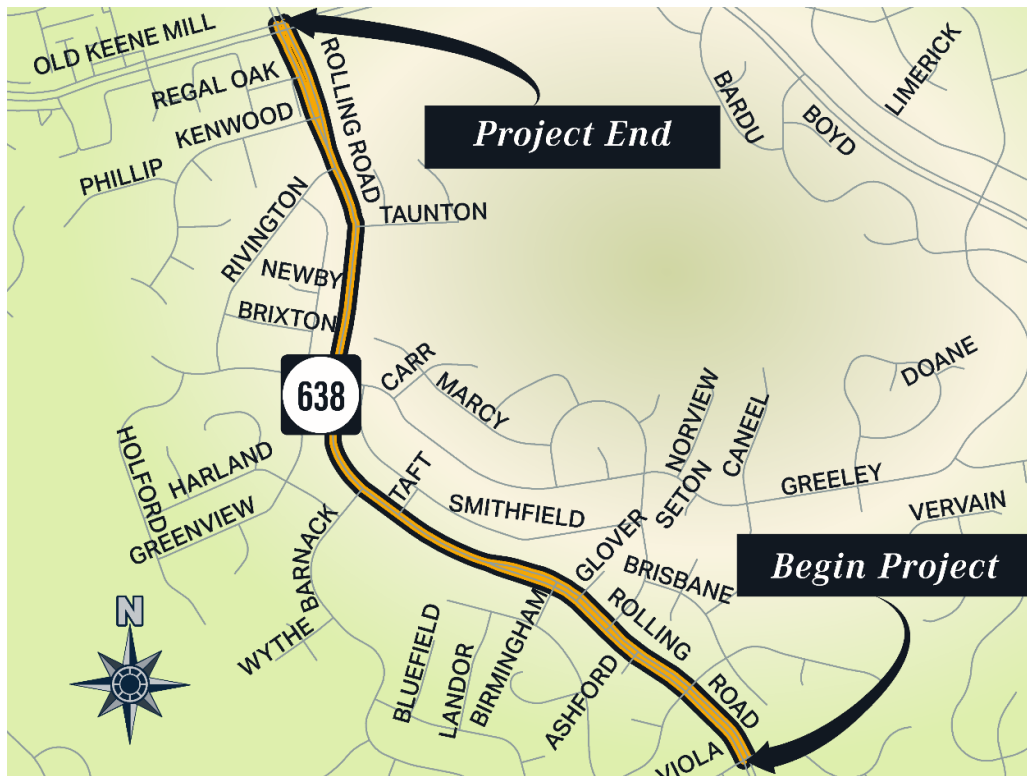 OLD KEENE MILL
ROLLING ROAD
REGAL OAK
KENWOOD
PHILLIP
Project End
BARDU
BOYD
LIMERICK
RIVINGTON
TAUNTON
NEWBY
BRIXTON
638
CARR
MARCY
DOANE
NORVIEW
CANEEL
HOLFORD
HARLAND
GREENVIEW
TAFT
SMITHFIELD
SETON
GREELEY
VERVAIN
BARNACK
GLOVER
BRISBANE
Begin Project
N
WYTHE
BLUEFIELD
LANDOR
BIRMINGHAM
ASHFORD
ROLLING
ROAD
VIOLA